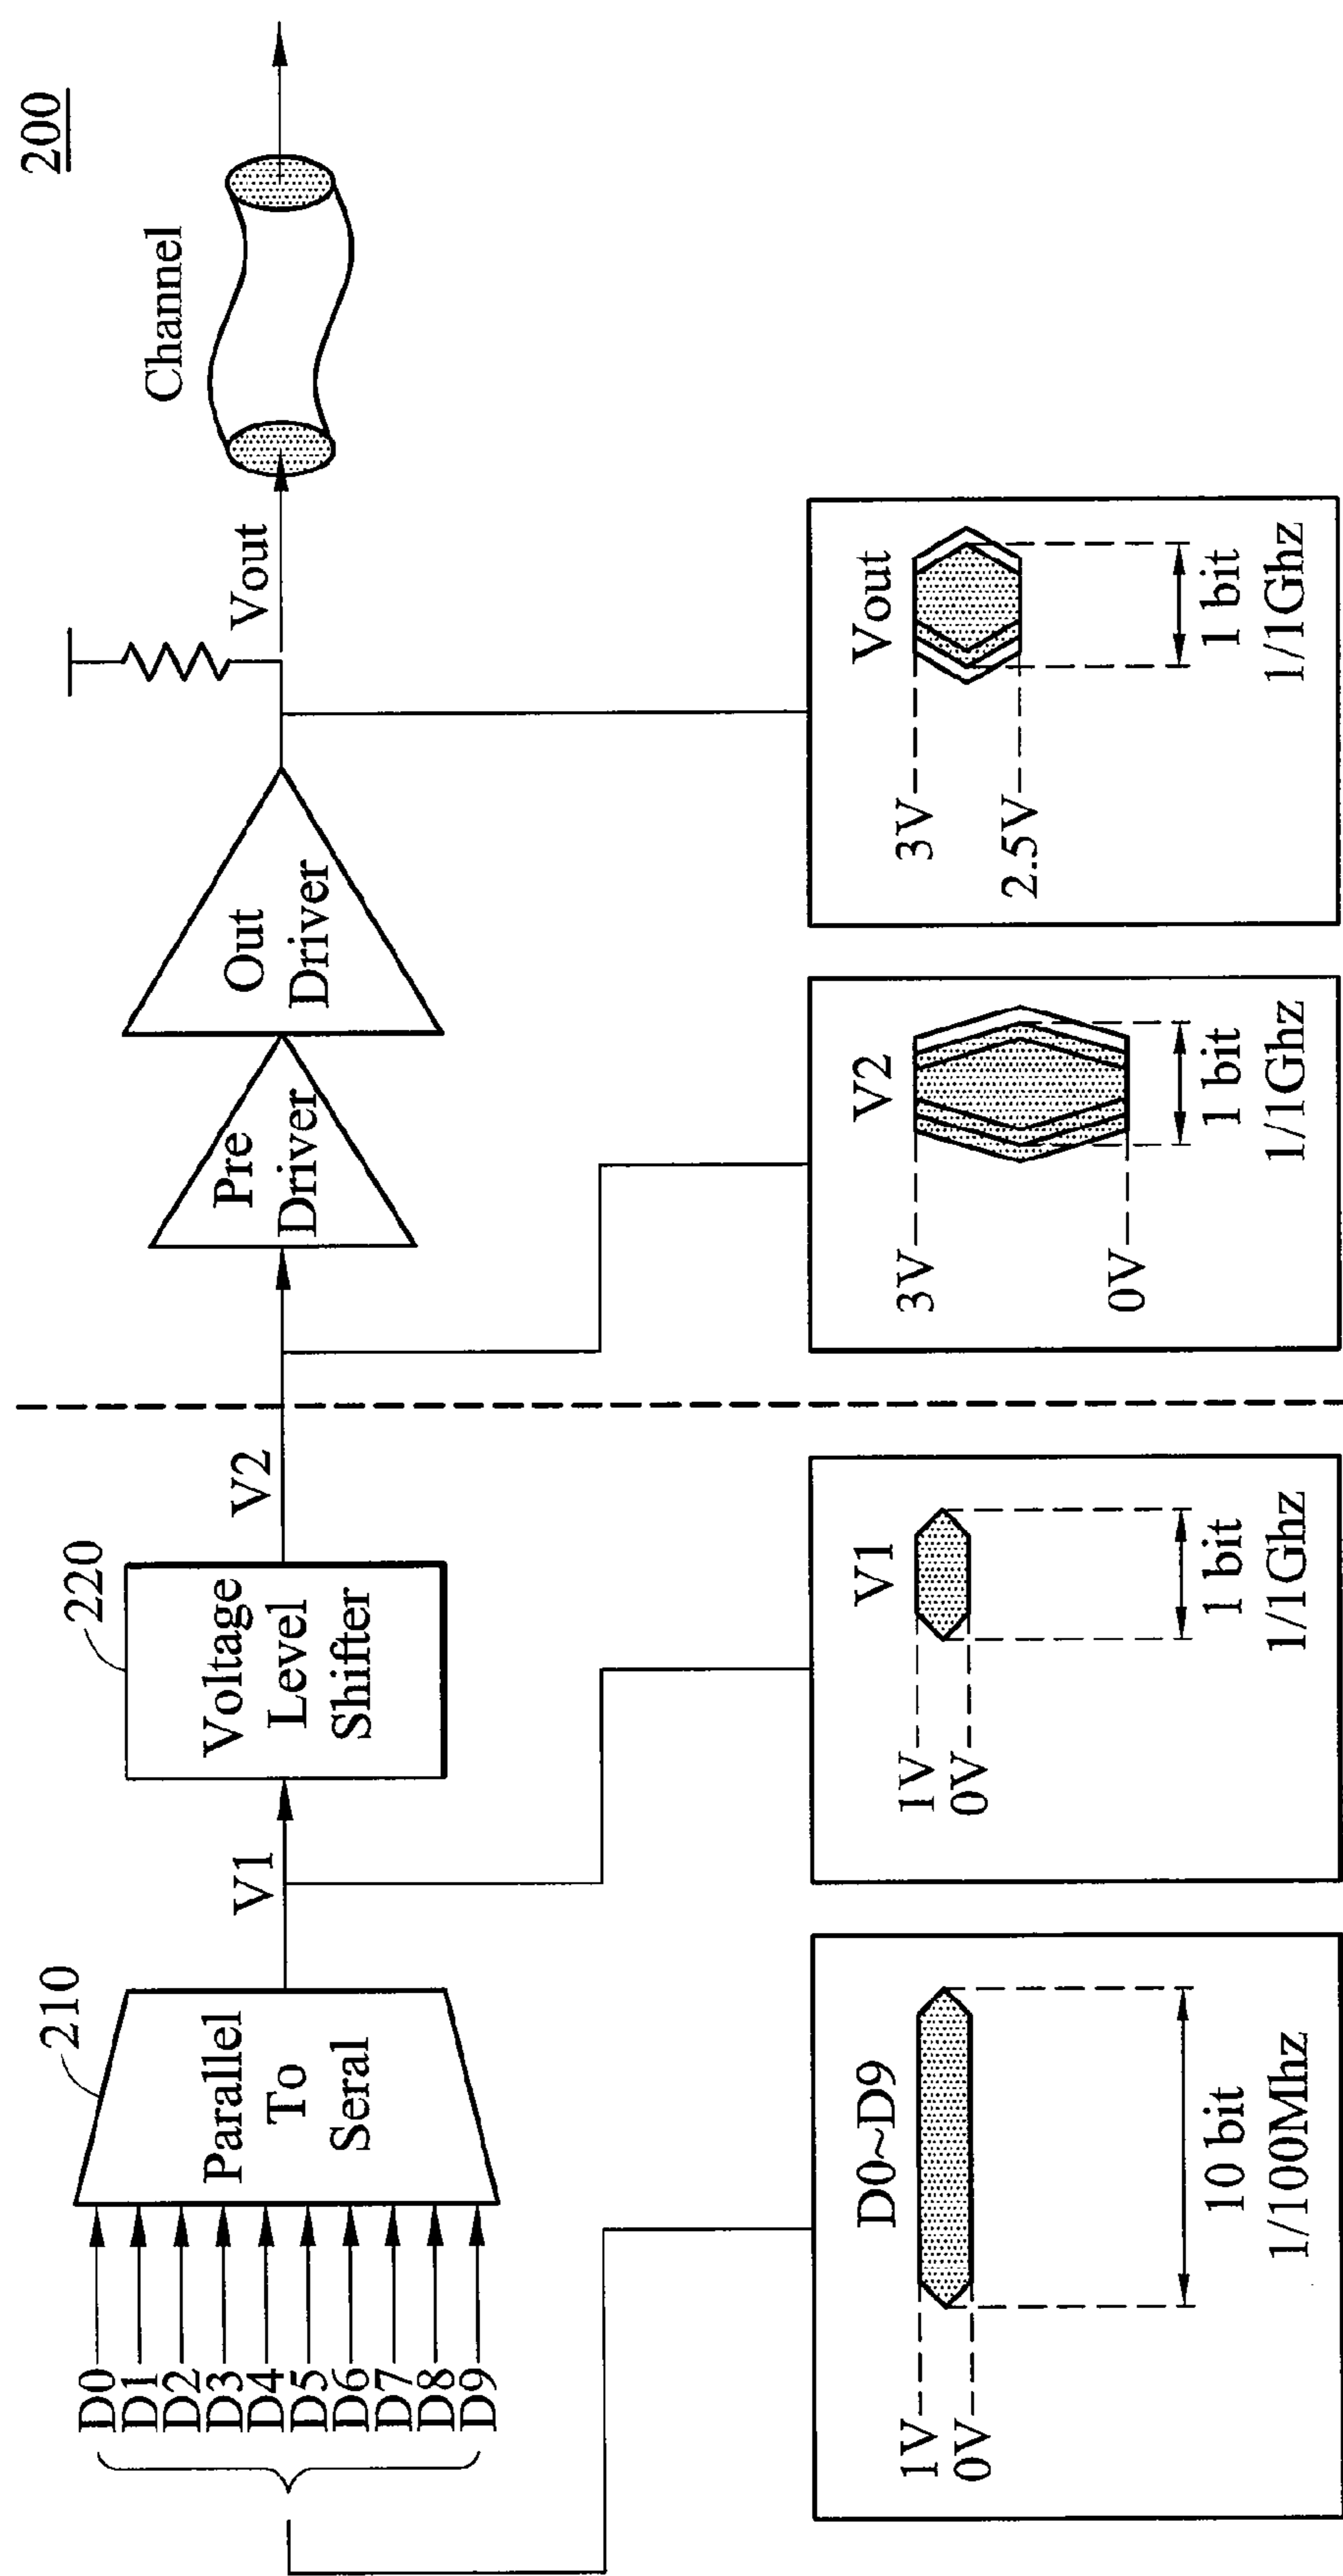 200
D0
D1
D2
D3
D4
D5
D6
D7
D8
D9
210
Parallel
To
Seral
V1
220
Voltage
Level
Shifter
V2
Pre
Driver
Out
Driver
Vout
Channel
D0~D9
1V
0V
10 bit
1/100Mhz
V1
1V
0V
1 bit
1/1Ghz
V2
3V
0V
1 bit
1/1Ghz
Vout
3V
2.5V
1 bit
1/1Ghz